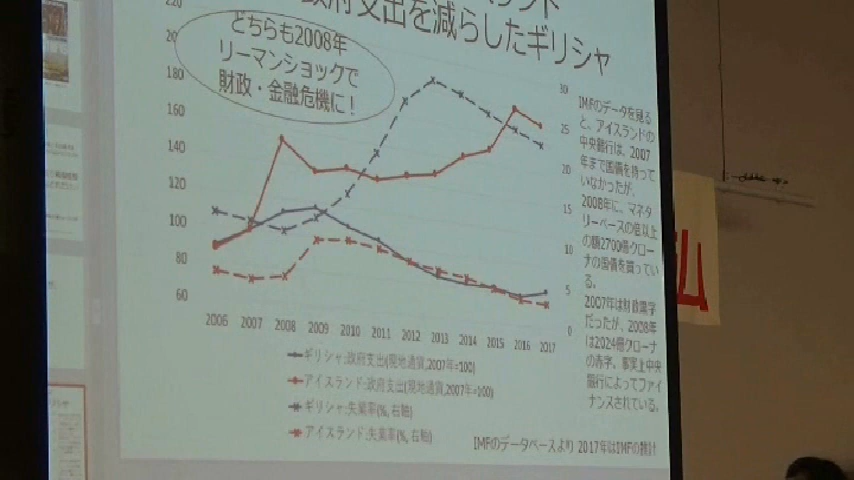 政府支出を減らしたギリシャ
どちらも2008年
リーマンショックで
財政・金融危機に!
220
20
180
160
140
120
100
80
60
30
25
20
15
10
5
0
2006 2007 2008 2009 2010 2011 2012 2013 2014 2015 2016 2017
ギリシャ:政府支出(現地通貨,2007年=100)
アイスランド:政府支出(現地通貨,2007年=100)
ギリシャ:失業率(%, 右軸)
アイスランド:失業率(%, 右軸)
IMFのデータを見る
と、アイスランドの
中央銀行は、2007
年まで国債を持って
いなかったが、
2008年に、マネタ
リーベースの倍以上
の額2700億クロー
ナの国債を買ってい
る。
2007年は財政黒字
だったが、2008年
は2024億クローナ
の赤字、事実上中央
銀行によってファイ
ナンスされている。
IMFのデータベースより 2017年はIMFの推計